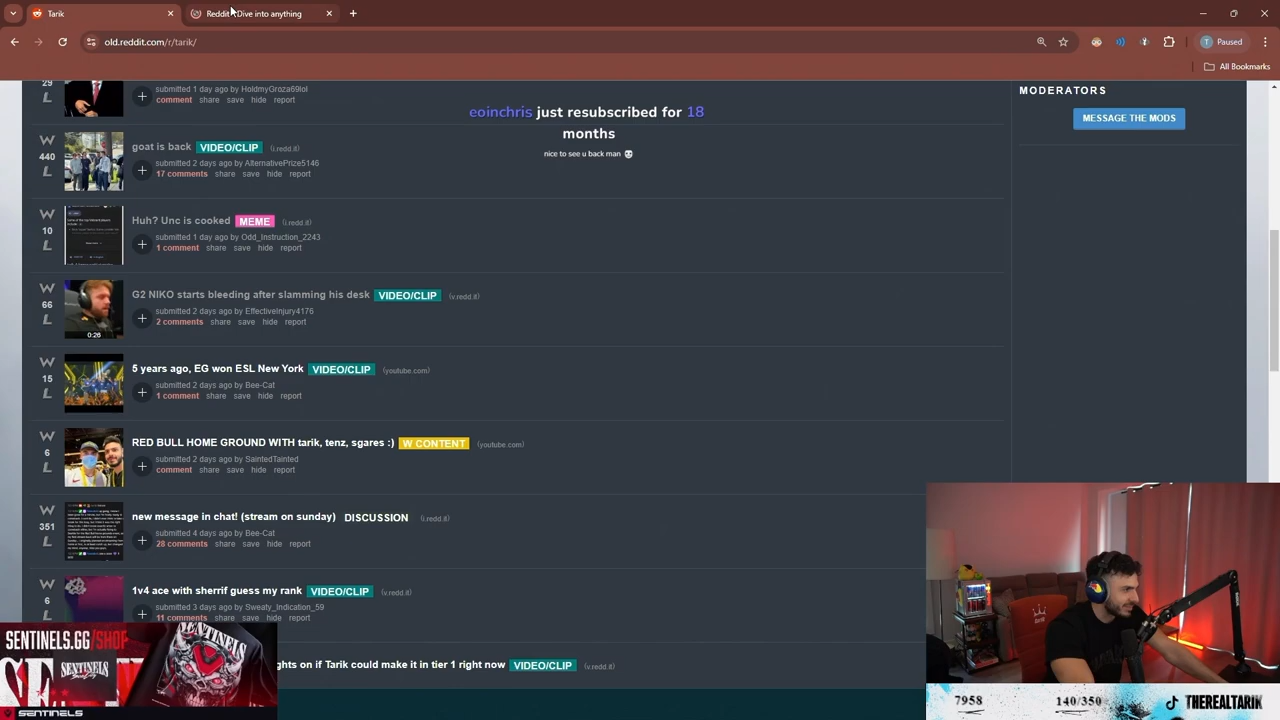 Tarik
Reddit - Dive into anything
old.reddit.com/r/tarik/
Paused
All Bookmarks
29
submitted 1 day ago by HoldmyGroza69lol
comment share save hide report
eoinchris just resubscribed for 18
months
nice to see u back man
MODERATORS
MESSAGE THE MODS
440
goat is back VIDEO/CLIP (i.redd.it)
submitted 2 days ago by AlternativePrize5146
17 comments share save hide report
10
Huh? Unc is cooked MEME (i.redd.it)
submitted 1 day ago by Odd_Instruction_2243
1 comment share save hide report
66
0:26
G2 NIKO starts bleeding after slamming his desk VIDEO/CLIP (v.redd.it)
submitted 2 days ago by EffectiveInjury4176
2 comments share save hide report
15
5 years ago, EG won ESL New York VIDEO/CLIP (youtube.com)
submitted 2 days ago by Bee-Cat
1 comment share save hide report
6
RED BULL HOME GROUND WITH tarik, tenz, sgares :) W CONTENT (youtube.com)
submitted 2 days ago by SaintedTainted
comment share save hide report
351
new message in chat! (return on sunday) DISCUSSION (i.redd.it)
submitted 4 days ago by Bee-Cat
28 comments share save hide report
6
1v4 ace with sherrif guess my rank VIDEO/CLIP (v.redd.it)
submitted 3 days ago by Sweaty_Indication_59
11 comments share save hide report
SENTINELS.GG/SHOP
SENTINELS
on if Tarik could make it in tier 1 right now VIDEO/CLIP (v.redd.it)
7958
140/350
THEREALTARIK